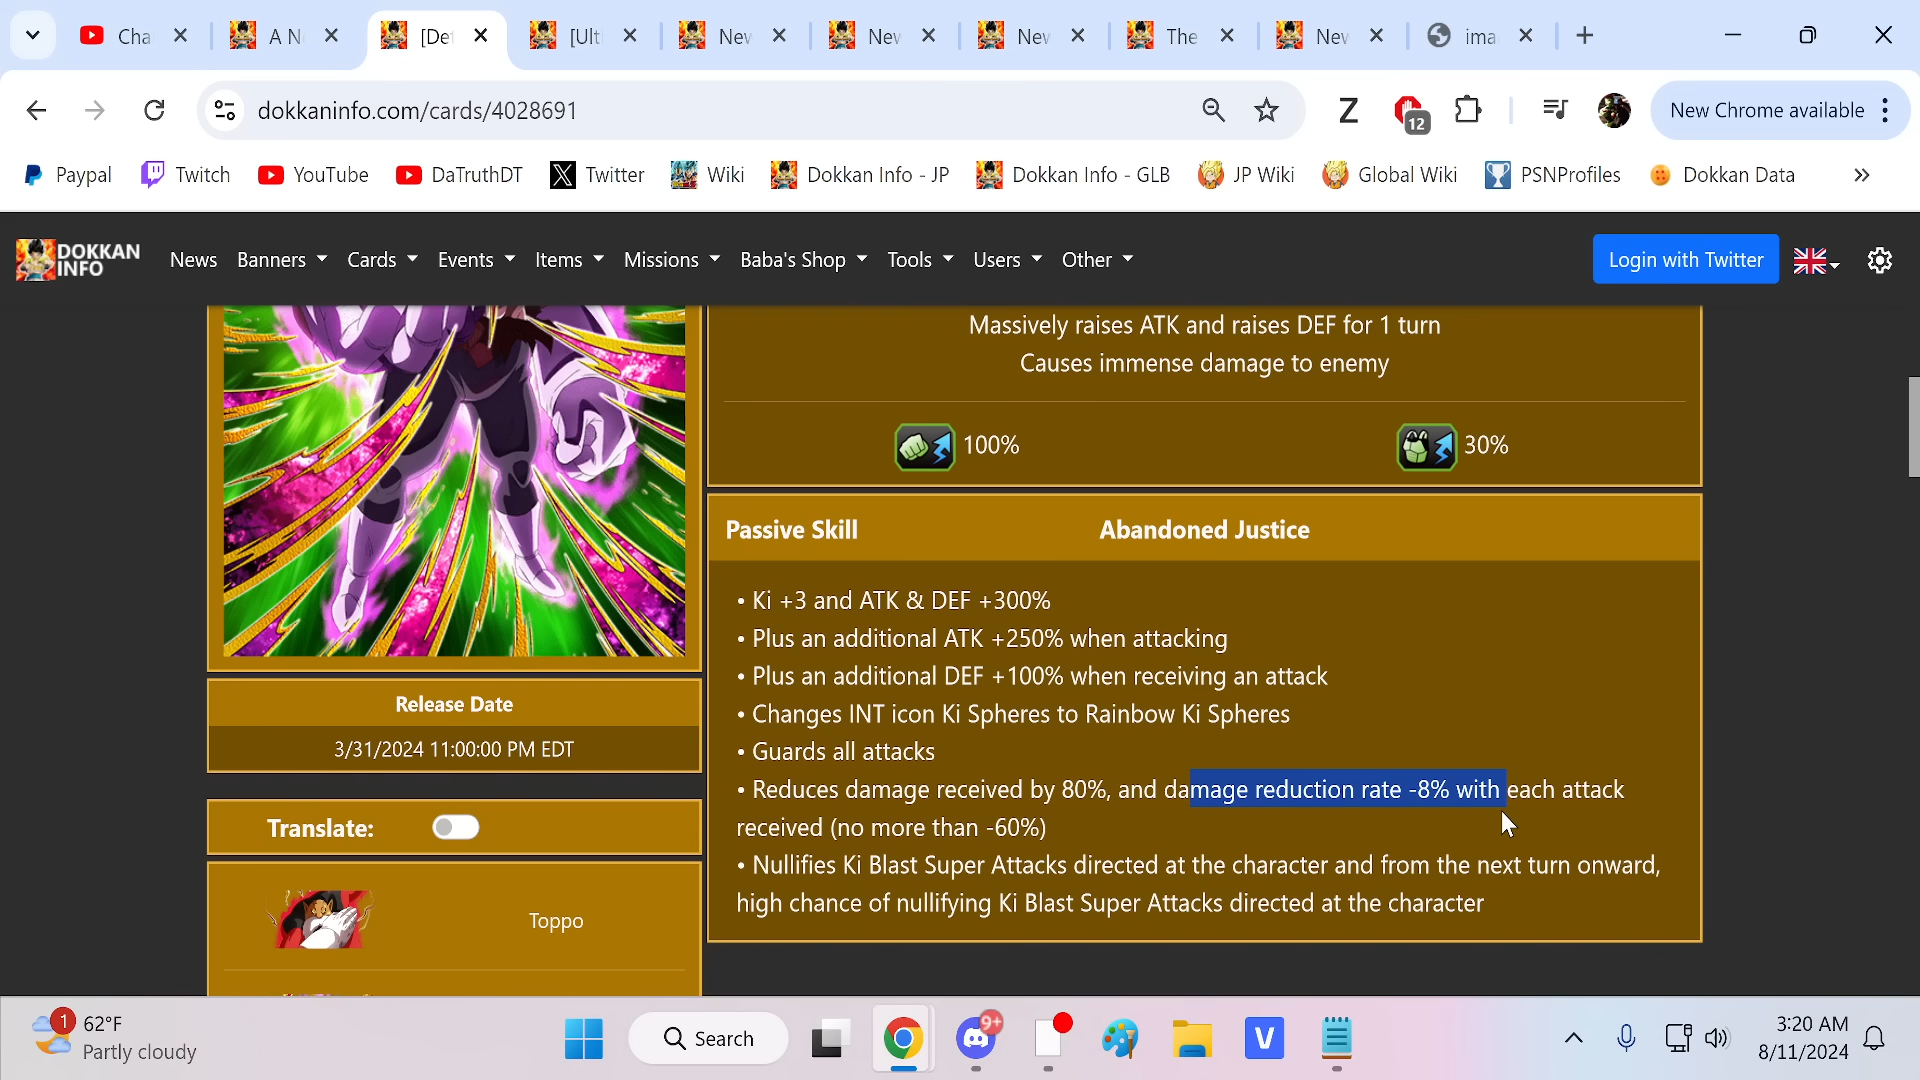 Cha
A N
[De
[Ult
New
New
New
The
New
ima
dokkaninfo.com/cards/4028691
12
New Chrome available
Paypal
Twitch
YouTube
DaTruthDT
Twitter
Wiki
Dokkan Info - JP
Dokkan Info - GLB
JP Wiki
Global Wiki
PSNProfiles
Dokkan Data
DOKKAN
INFO
News
Banners
Cards
Events
Items
Missions
Baba's Shop
Tools
Users
Other
Login with Twitter
Massively raises ATK and raises DEF for 1 turn
Causes immense damage to enemy
100%
30%
Passive Skill
Abandoned Justice
• Ki +3 and ATK & DEF +300%
• Plus an additional ATK +250% when attacking
• Plus an additional DEF +100% when receiving an attack
• Changes INT icon Ki Spheres to Rainbow Ki Spheres
• Guards all attacks
• Reduces damage received by 80%, and damage reduction rate -8% with each attack
received (no more than -60%)
• Nullifies Ki Blast Super Attacks directed at the character and from the next turn onward,
high chance of nullifying Ki Blast Super Attacks directed at the character
Release Date
3/31/2024 11:00:00 PM EDT
Translate:
Toppo
1
62°F
Partly cloudy
Search
9+
3:20 AM
8/11/2024